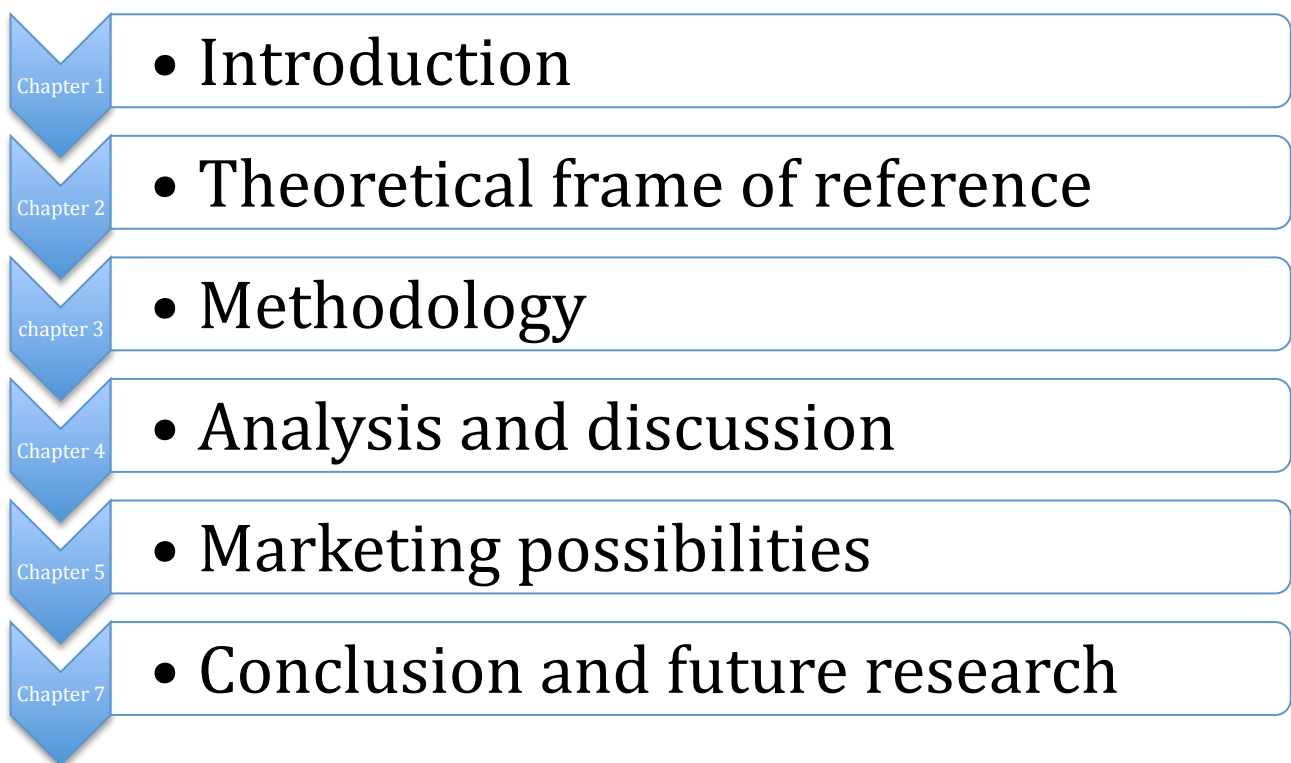 Chapter 1
• Introduction
Chapter 2
• Theoretical frame of reference
chapter 3
• Methodology
Chapter 4
• Analysis and discussion
Chapter 5
• Marketing possibilities
Chapter 7
• Conclusion and future research